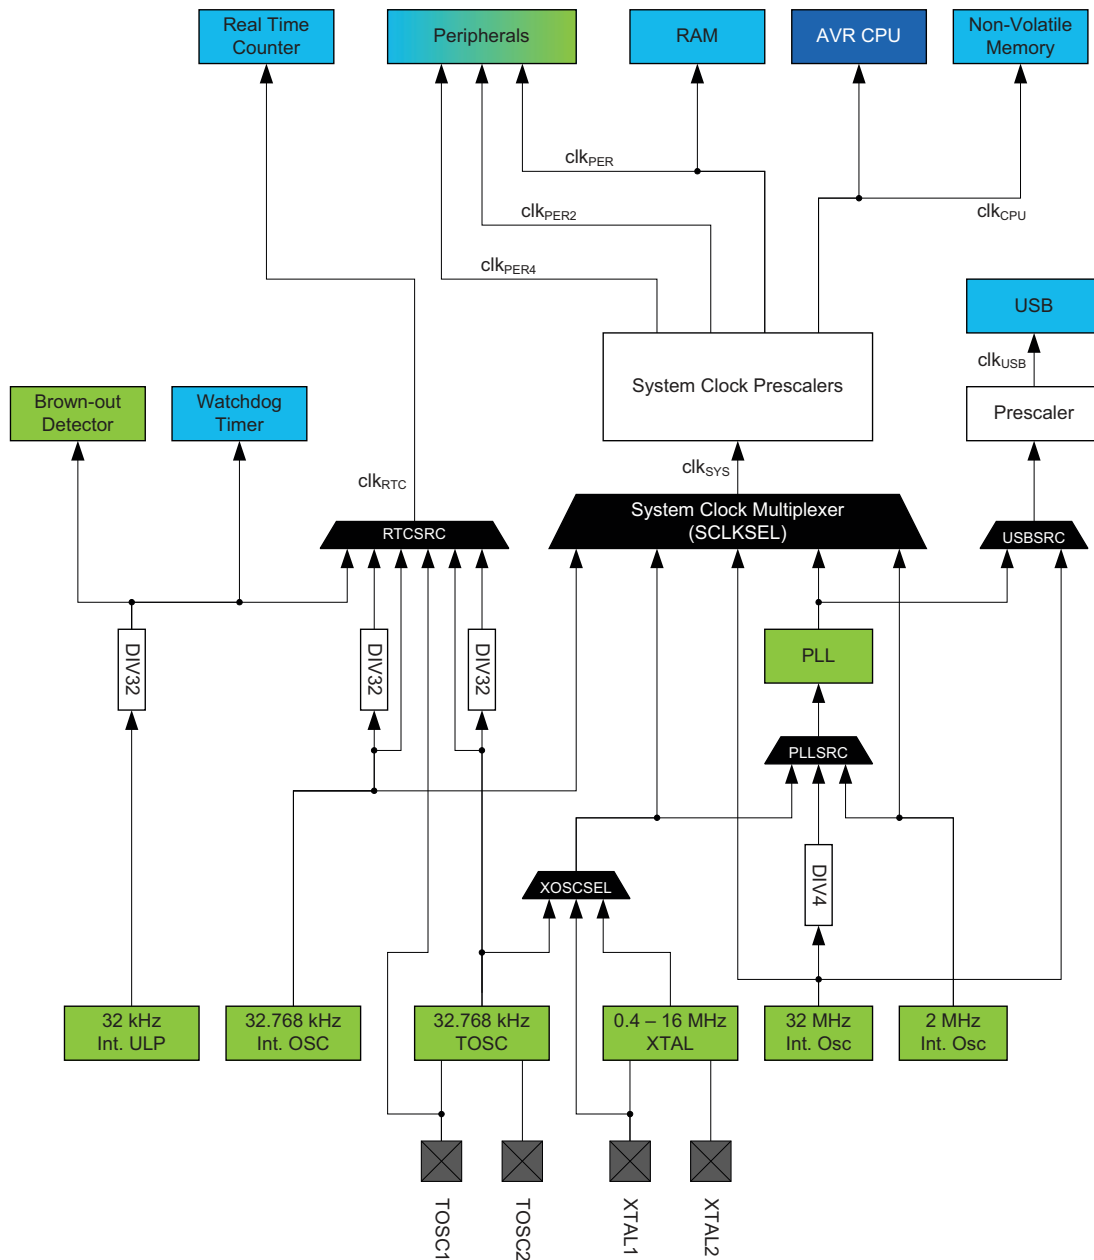 Real Time
Counter
Peripherals
RAM
AVR CPU
Non-Volatile
Memory
clkPER
clkPER2
clkCPU
clkPER4
USB
clkUSB
System Clock Prescalers
Brown-out
Detector
Watchdog
Timer
Prescaler
clkSYS
clkRTC
System Clock Multiplexer
(SCLKSEL)
RTCSRC
USBSRC
DIV32
DIV32
DIV32
PLL
PLLSRC
XOSCSEL
DIV4
32 kHz
Int. ULP
32.768 kHz
Int. OSC
32.768 kHz
TOSC
0.4 – 16 MHz
XTAL
32 MHz
Int. Osc
2 MHz
Int. Osc
TOSC1
TOSC2
XTAL1
XTAL2